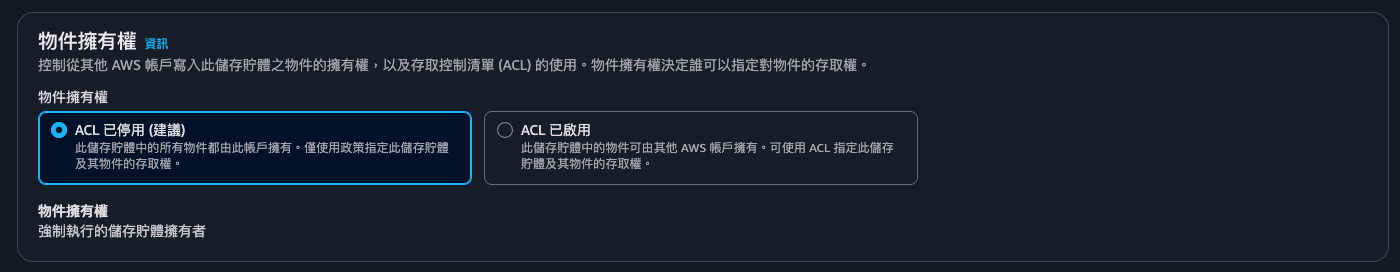 物件擁有權 資訊
控制從其他 AWS 帳戶寫入此儲存貯體之物件的擁有權，以及存取控制清單 (ACL) 的使用。物件擁有權決定誰可以指定對物件的存取權。
物件擁有權
ACL 已停用 (建議)
此儲存貯體中的所有物件都由此帳戶擁有。僅使用政策指定此儲存貯體
及其物件的存取權。
ACL 已啟用
此儲存貯體中的物件可由其他 AWS 帳戶擁有。可使用 ACL 指定此儲存
貯體及其物件的存取權。
物件擁有權
強制執行的儲存貯體擁有者